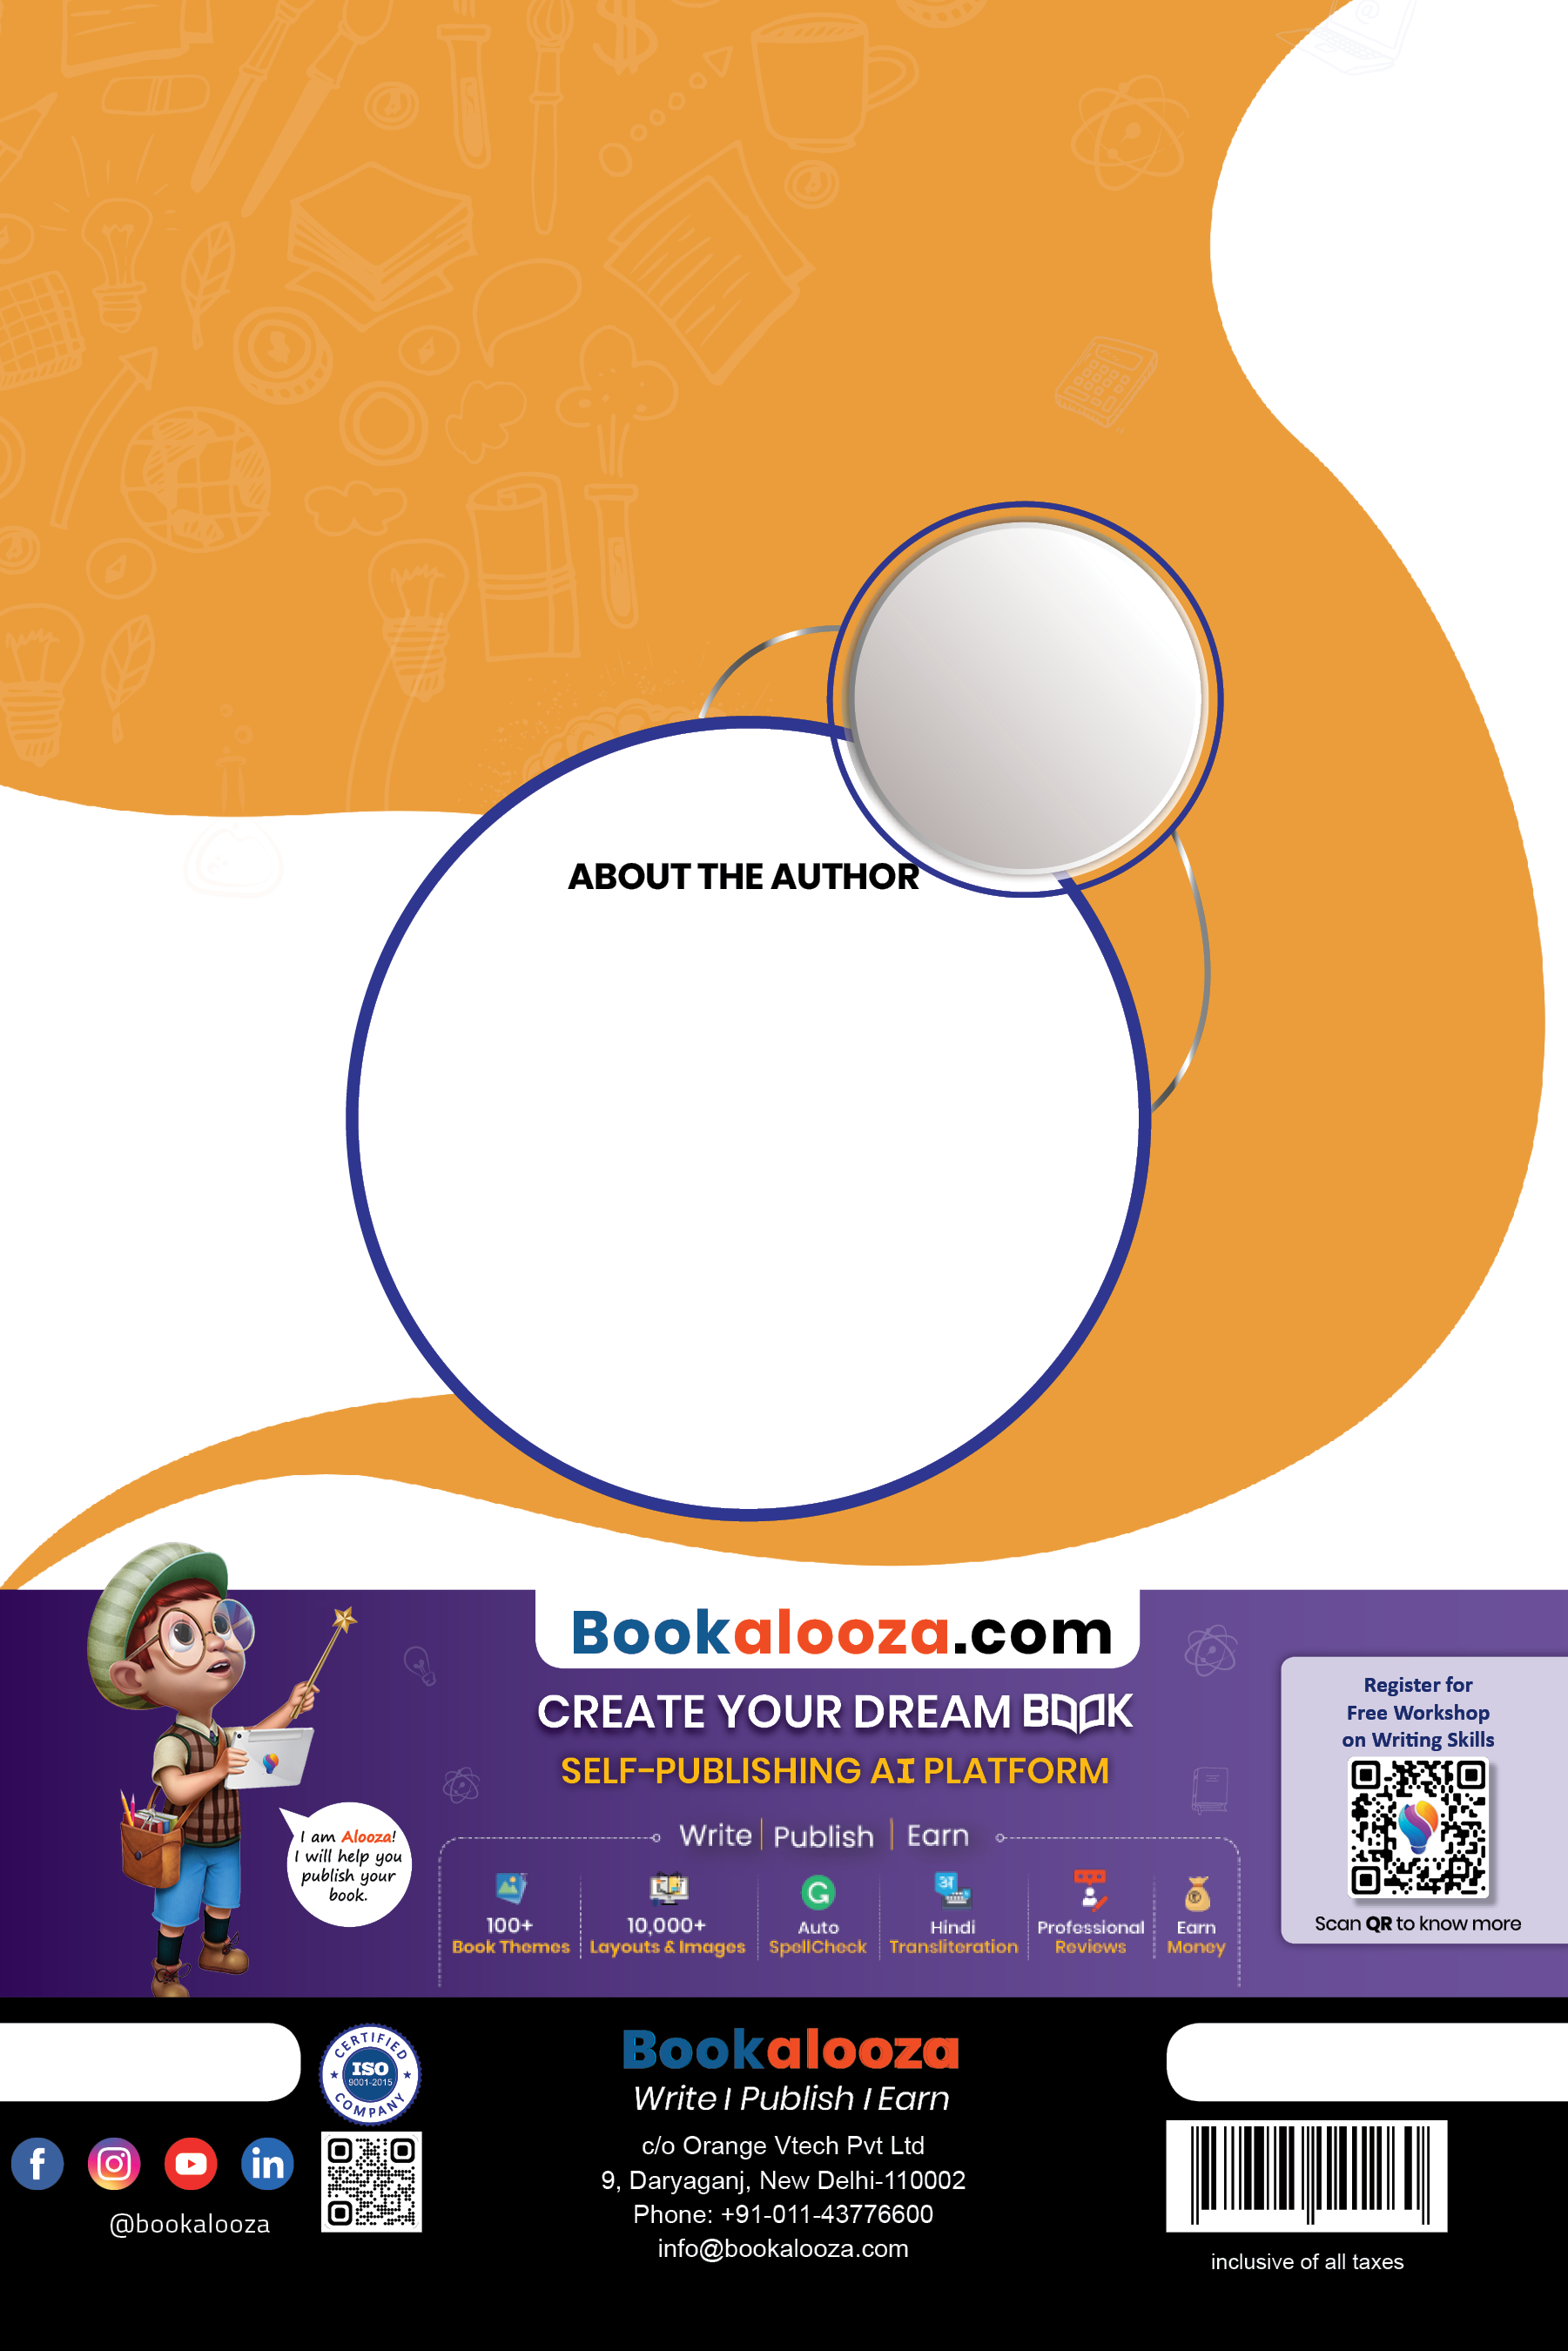 ABOUT THE AUTHOR
Bookalooza.com
CREATE YOUR DREAM BOOK
SELF-PUBLISHING AI PLATFORM
Write | Publish | Earn
I am Alooza!
I will help you
publish your
book.
100+
Book Themes
10,000+
Layouts & Images
Auto
SpellCheck
अ
Hindi
Transliteration
Professional
Reviews
Earn
Money
Register for
Free Workshop
on Writing Skills
Scan QR to know more
CERTIFIED
ISO
9001-2015
COMPANY
@bookalooza
Bookalooza
Write I Publish I Earn
c/o Orange Vtech Pvt Ltd
9, Daryaganj, New Delhi-110002
Phone: +91-011-43776600
info@bookalooza.com
inclusive of all taxes